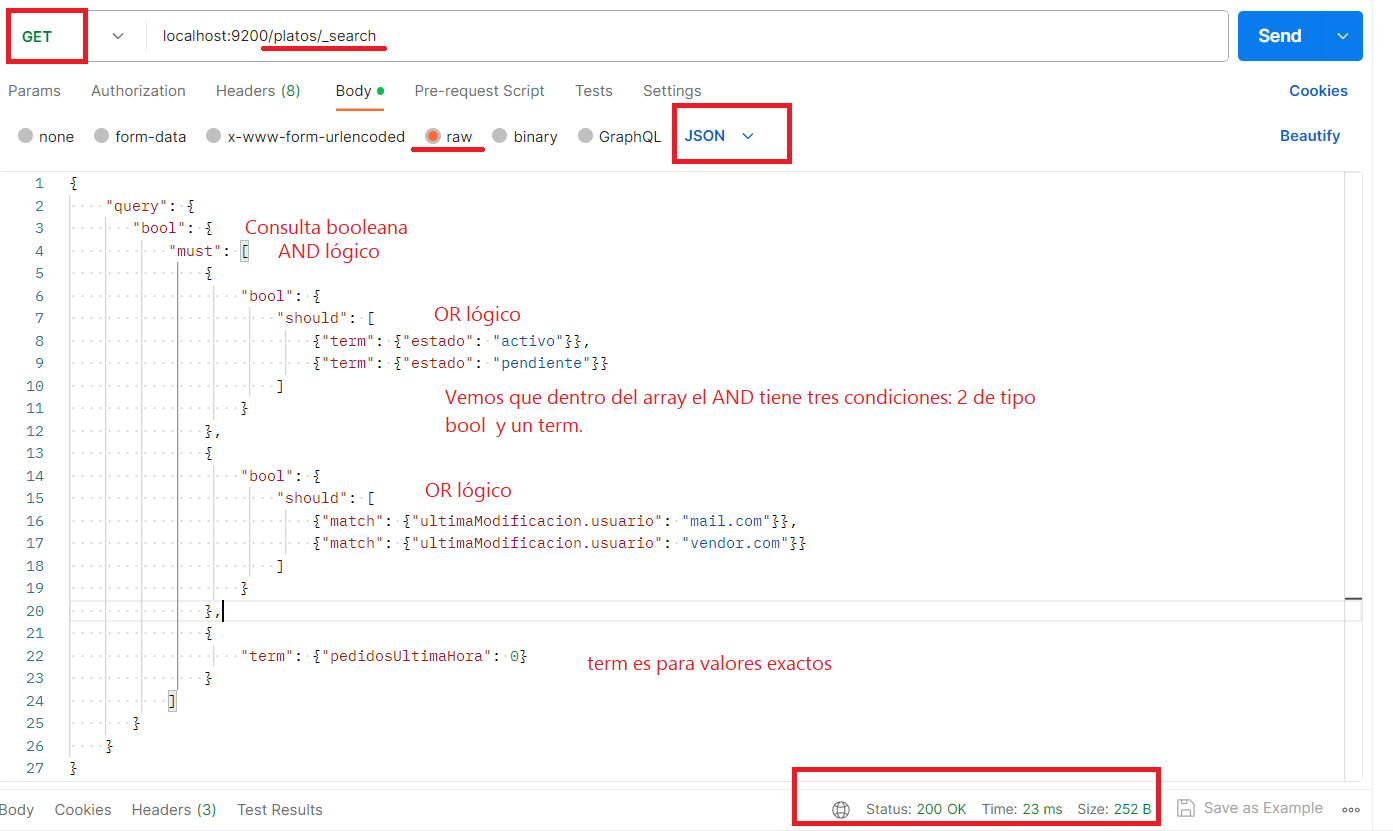 GET localhost:9200/platos/_search Send
Params Authorization Headers (8) Body Pre-request Script Tests Settings Cookies
none form-data x-www-form-urlencoded raw binary GraphQL JSON Beautify
1 {
2 "query": {
3 "bool": { Consulta booleana
4 "must": [ AND lógico
5 {
6 "bool": {
7 "should": [ OR lógico
8 {"term": {"estado": "activo"}},
9 {"term": {"estado": "pendiente"}}
10 ]
Vemos que dentro del array el AND tiene tres condiciones: 2 de tipo
11 }
bool y un term.
12 },
13 {
14 "bool": {
15 "should": [ OR lógico
16 {"match": {"ultimaModificacion.usuario": "mail.com"}},
17 {"match": {"ultimaModificacion.usuario": "vendor.com"}}
18 ]
19 }
20 },
21 {
22 "term": {"pedidosUltimaHora": 0} term es para valores exactos
23 }
24 ]
25 }
26 }
27 }
Body Cookies Headers (3) Test Results Status: 200 OK Time: 23 ms Size: 252 B Save as Example